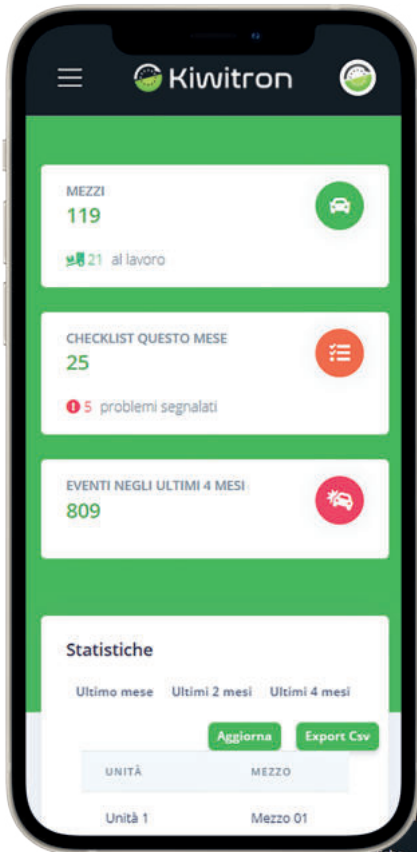 Kiwitron
MEZZI
119
21 al lavoro
CHECKLIST QUESTO MESE
25
5 problemi segnalati
EVENTI NEGLI ULTIMI 4 MESI
809
Statistiche
Ultimo mese Ultimi 2 mesi Ultimi 4 mesi
Aggiorna Export Csv
UNITÀ MEZZO
Unità 1 Mezzo 01